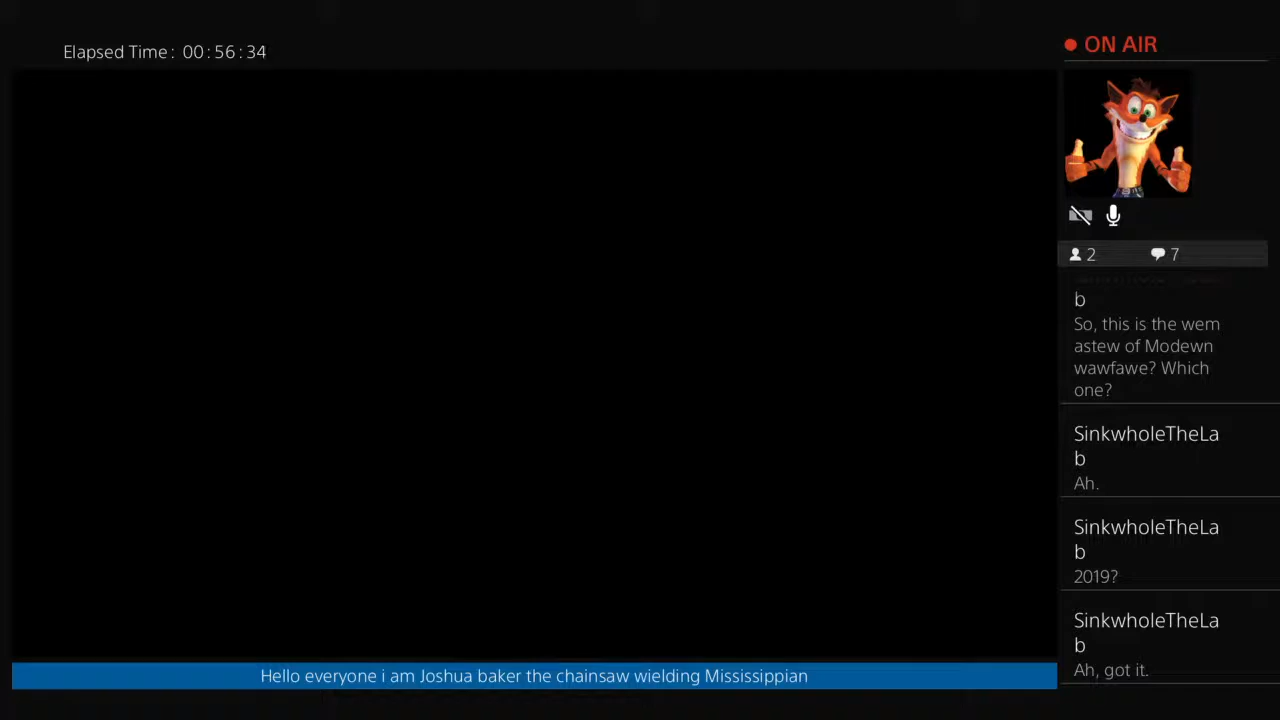 Elapsed Time: 00:56:34
ON AIR
2 7
b
So, this is the wem
astew of Modewn
wawfawe? Which
one?
SinkwholeTheLa
b
Ah.
SinkwholeTheLa
b
2019?
SinkwholeTheLa
b
Ah, got it.
Hello everyone i am Joshua baker the chainsaw wielding Mississippian